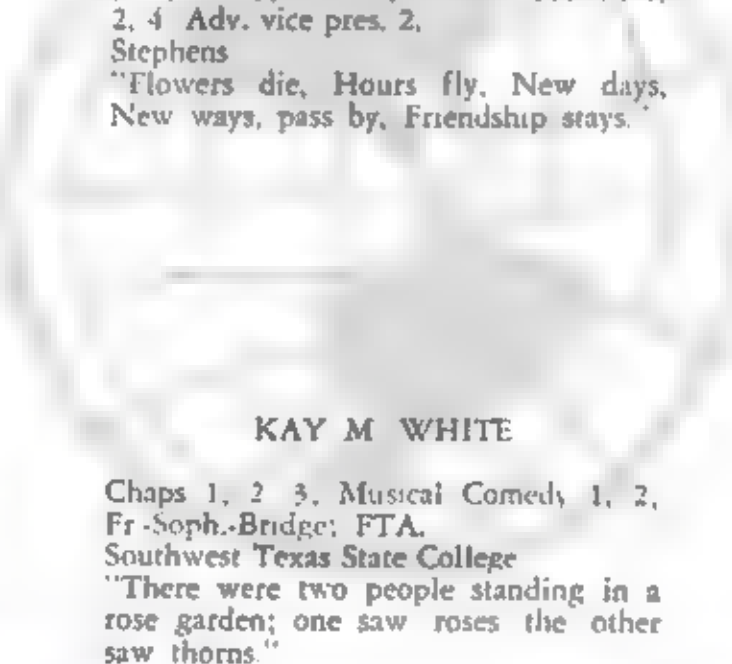 2, 4 Adv. vice pres. 2,
Stephens
"Flowers die, Hours fly, New days,
New ways, pass by, Friendship stays.
KAY M WHITE
Chaps 1, 2 3, Musical Comedy 1, 2,
Fr-Soph.-Bridge; FTA.
Southwest Texas State College
"There were two people standing in a
rose garden; one saw roses the other
saw thorns."